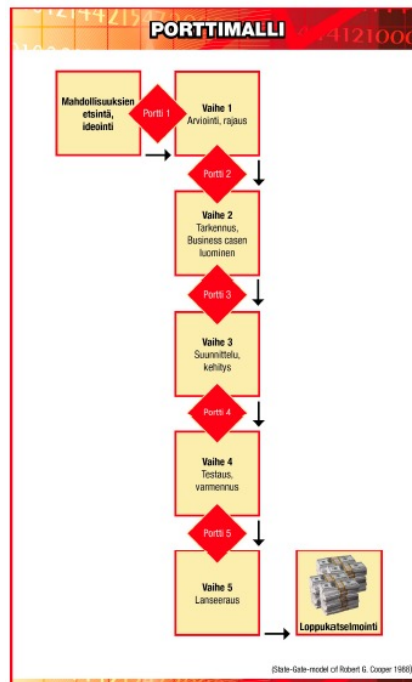 PORTTIMALLI
Mahdollisuuksien
etsintä,
ideointi
Portti 1
Vaihe 1
Arviointi, rajaus
Portti 2
Vaihe 2
Tarkennus,
Business casen
luominen
Portti 3
Vaihe 3
Suunnittelu,
kehitys
Portti 4
Vaihe 4
Testaus,
varmennus
Portti 5
Vaihe 5
Lanseeraus
Loppukatselmointi
(State-Gate-model of Robert G. Cooper 1988)